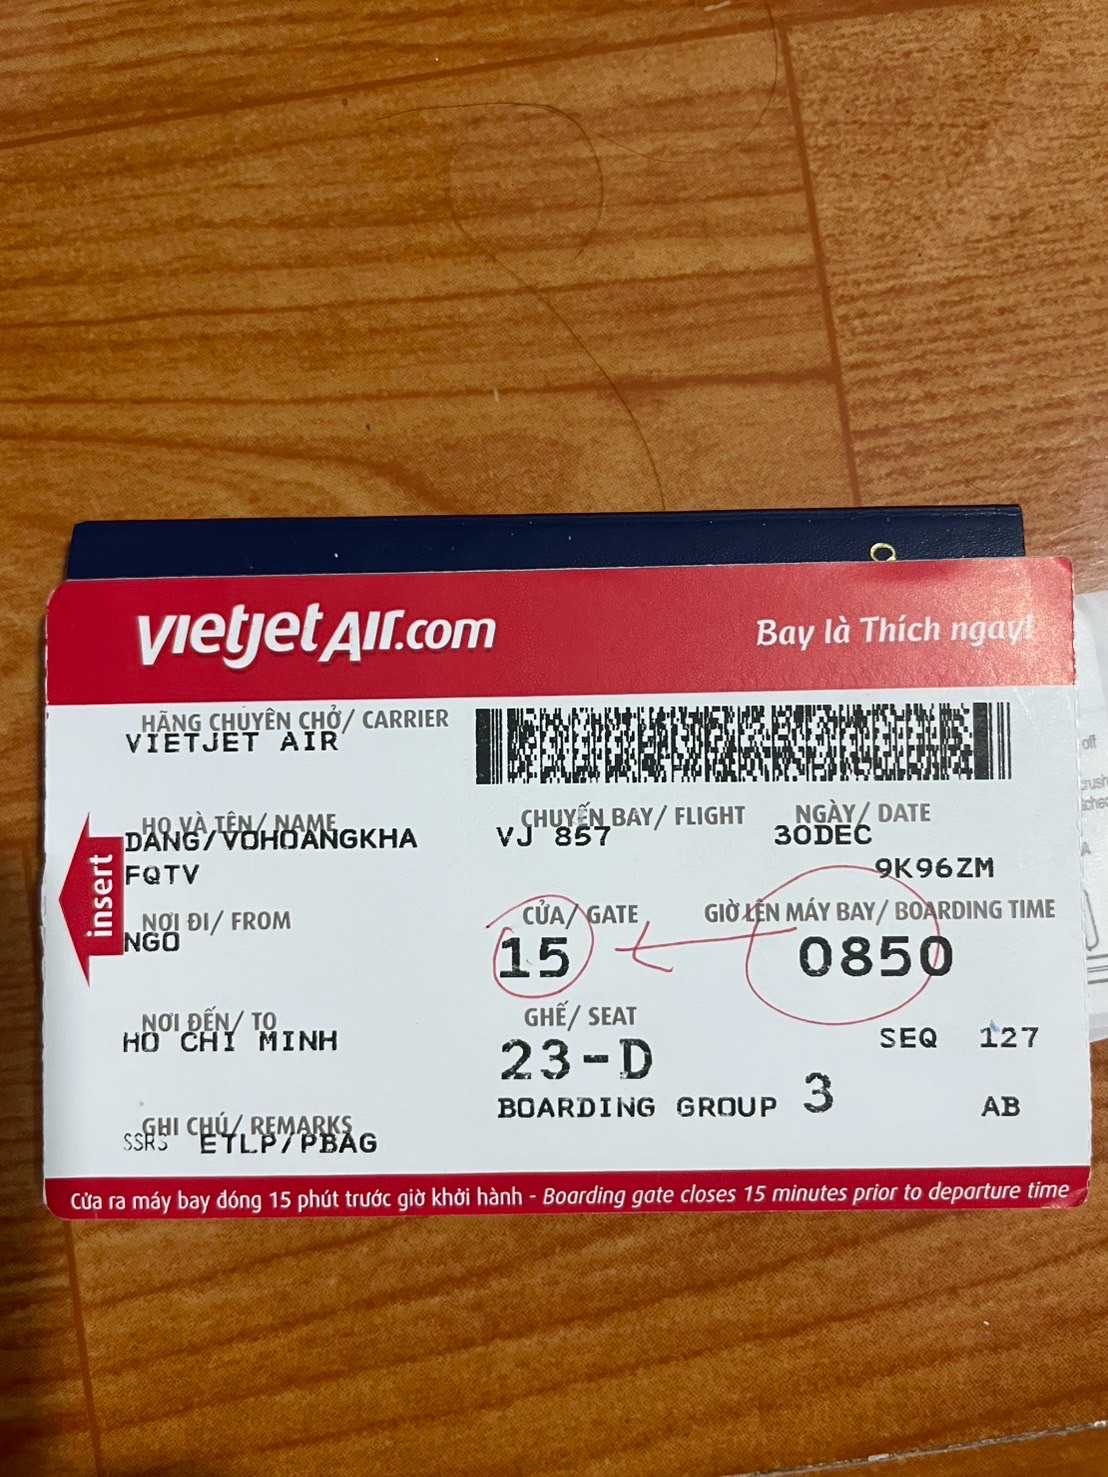 vietjetAir.com
Bay là Thích ngay!
HÃNG CHUYÊN CHỞ/ CARRIER
VIETJET AIR
HỌ VÀ TÊN/ NAME
DANG/VOHOANGKHA
CHUYẾN BAY/ FLIGHT
VJ 857
NGÀY/ DATE
30DEC
FQTV
9K96ZM
insert
NƠI ĐI/ FROM
NGO
CỬA/ GATE
15
GIỜ LÊN MÁY BAY/ BOARDING TIME
0850
NƠI ĐẾN/ TO
HO CHI MINH
GHẾ/ SEAT
23-D
SEQ 127
BOARDING GROUP 3
AB
GHI CHÚ/ REMARKS
SSRS ETLP/PBAG
Cửa ra máy bay đóng 15 phút trước giờ khởi hành - Boarding gate closes 15 minutes prior to departure time
off